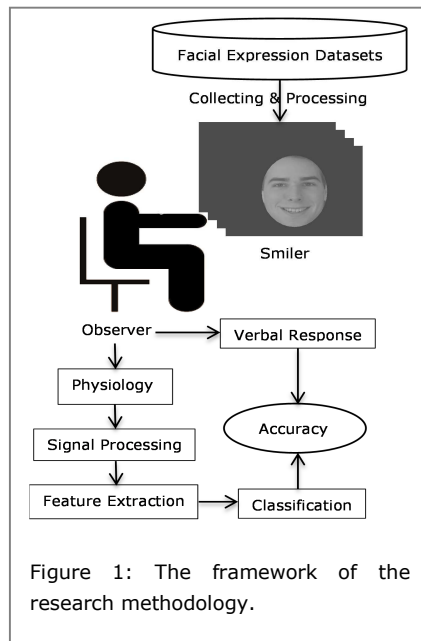 Facial Expression Datasets
Collecting & Processing
Smiler
Observer
Verbal Response
Physiology
Accuracy
Signal Processing
Feature Extraction
Classification
Figure 1: The framework of the
research methodology.